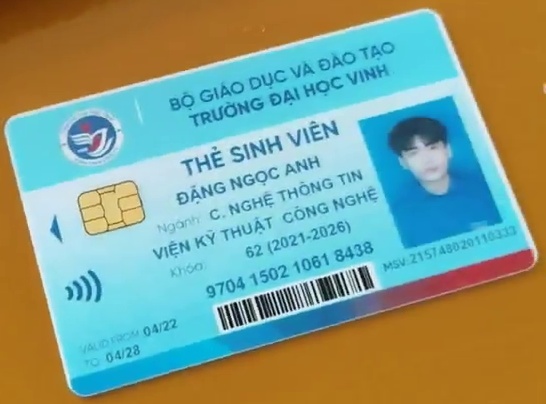 BỘ GIÁO DỤC VÀ ĐÀO TẠO
TRƯỜNG ĐẠI HỌC VINH
THẺ SINH VIÊN
ĐẶNG NGỌC ANH
Ngành: C. NGHỆ THÔNG TIN
VIỆN KỸ THUẬT CÔNG NGHỆ
Khóa: 62 (2021-2026)
9704 1502 1061 8438
MSV: 215748020110333
VALID FROM 04/22
TO 04/28